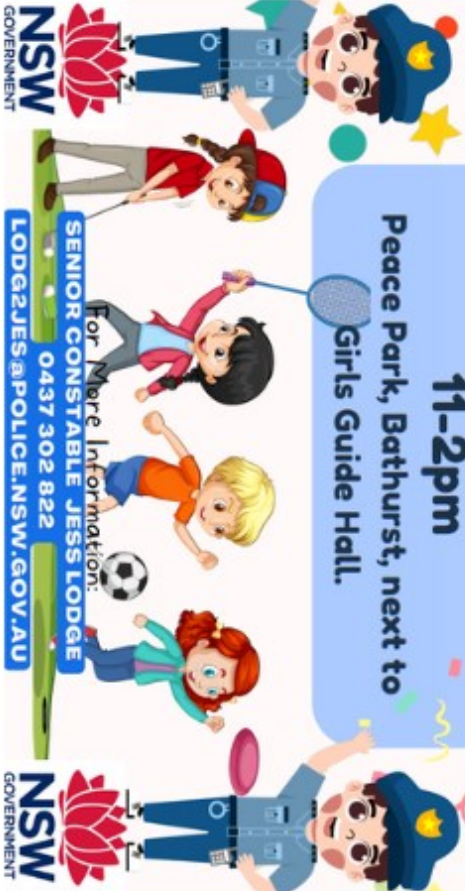 11-2pm
Peace Park, Bathurst, next to
Girls Guide Hall.
For More Information:
SENIOR CONSTABLE JESS LODGE
0437 302 822
LODG2JES@POLICE.NSW.GOV.AU
NSW
GOVERNMENT
NSW
GOVERNMENT